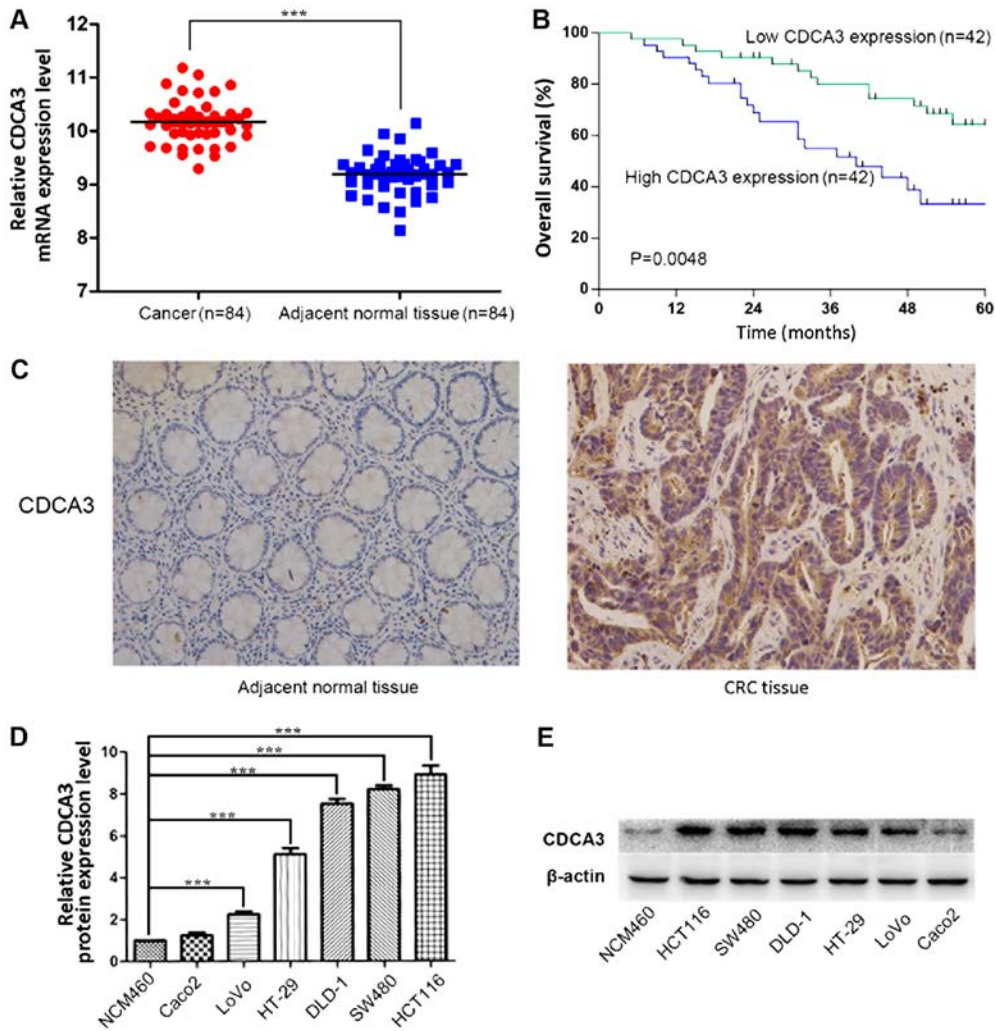 A
Relative CDCA3
mRNA expression level
12
11
10
9
8
7
***
Cancer (n=84)
Adjacent normal tissue (n=84)
B
Overall survival (%)
100
80
60
40
20
0
Low CDCA3 expression (n=42)
High CDCA3 expression (n=42)
P=0.0048
0 12 24 36 48 60
Time (months)
C
CDCA3
Adjacent normal tissue
CRC tissue
D
Relative CDCA3
protein expression level
10
8
6
4
2
0
***
***
***
***
***
NCM460
Caco2
LoVo
HT-29
DLD-1
SW480
HCT116
E
CDCA3
β-actin
NCM460
HCT116
SW480
DLD-1
HT-29
LoVo
Caco2